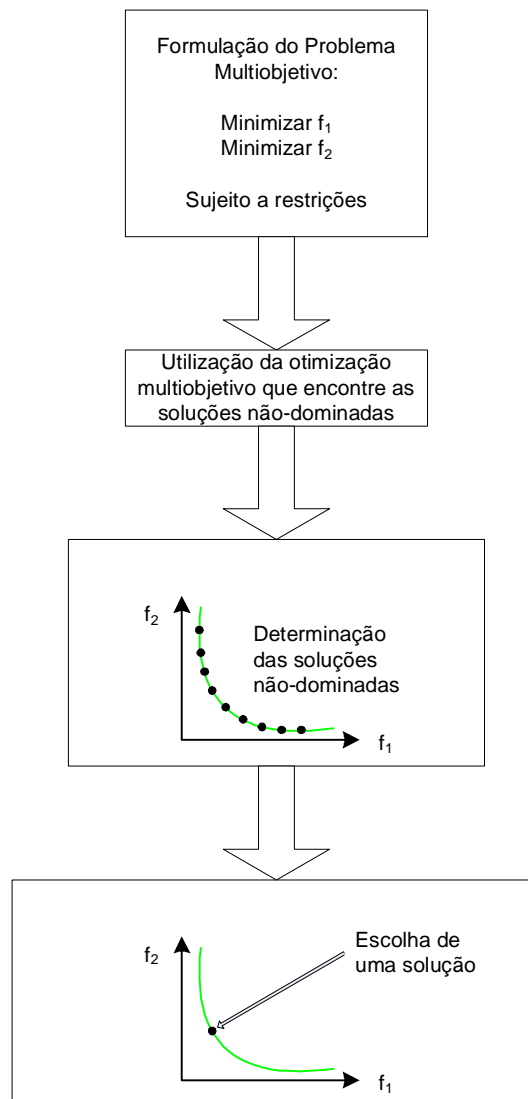 Formulação do Problema
Multiobjetivo:
Minimizar f₁
Minimizar f₂
Sujeito a restrições
Utilização da otimização
multiobjetivo que encontre as
soluções não-dominadas
f₂
Determinação
das soluções
não-dominadas
f₁
Escolha de
uma solução
f₂
f₁